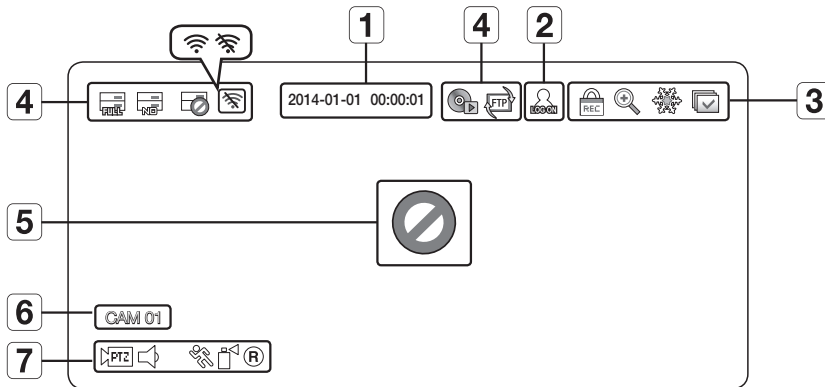 1
4
2
4
FULL
NO
2014-01-01 00:00:01
FTP
LOG ON
REC
3
5
6
CAM 01
7
PTZ
R